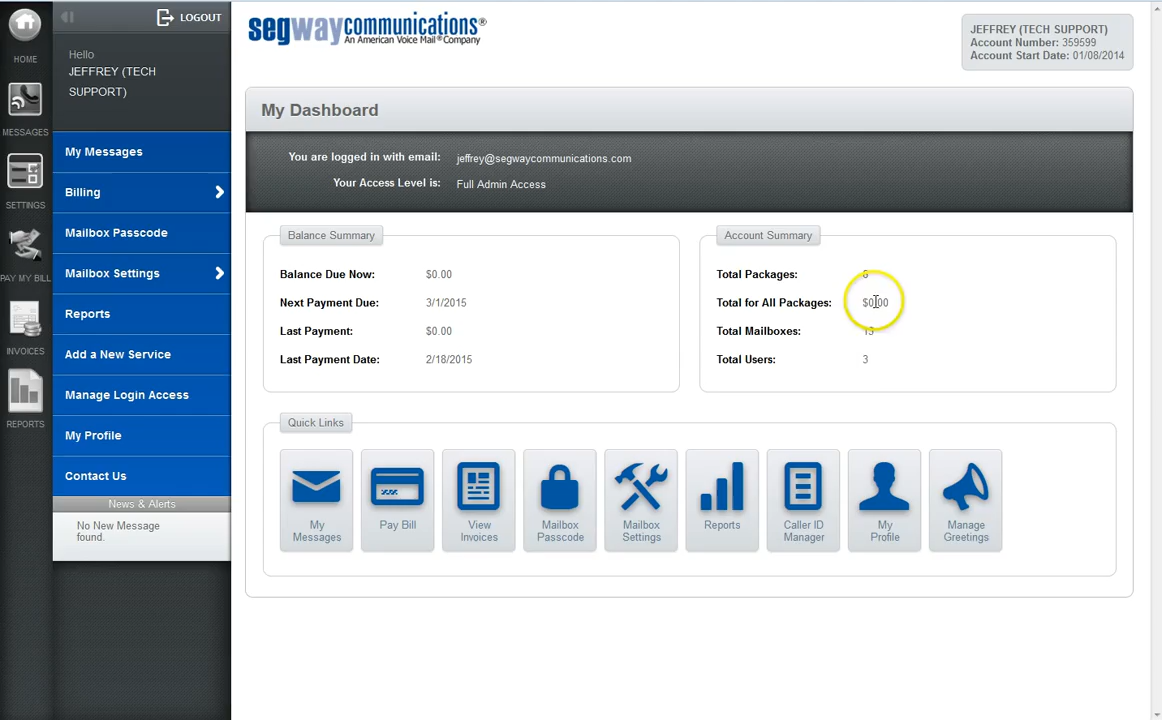 HOME
MESSAGES
SETTINGS
PAY MY BILL
INVOICES
REPORTS
LOGOUT
Hello
JEFFREY (TECH
SUPPORT)
My Messages
Billing
Mailbox Passcode
Mailbox Settings
Reports
Add a New Service
Manage Login Access
My Profile
Contact Us
News & Alerts
No New Message
found.
segwaycommunications®
An American Voice Mail® Company
JEFFREY (TECH SUPPORT)
Account Number: 359599
Account Start Date: 01/08/2014
My Dashboard
You are logged in with email: jeffrey@segwaycommunications.com
Your Access Level is: Full Admin Access
Balance Summary
Balance Due Now: $0.00
Next Payment Due: 3/1/2015
Last Payment: $0.00
Last Payment Date: 2/18/2015
Account Summary
Total Packages:
Total for All Packages: $0.00
Total Mailboxes:
Total Users: 3
Quick Links
My
Messages
Pay Bill
View
Invoices
Mailbox
Passcode
Mailbox
Settings
Reports
Caller ID
Manager
My
Profile
Manage
Greetings